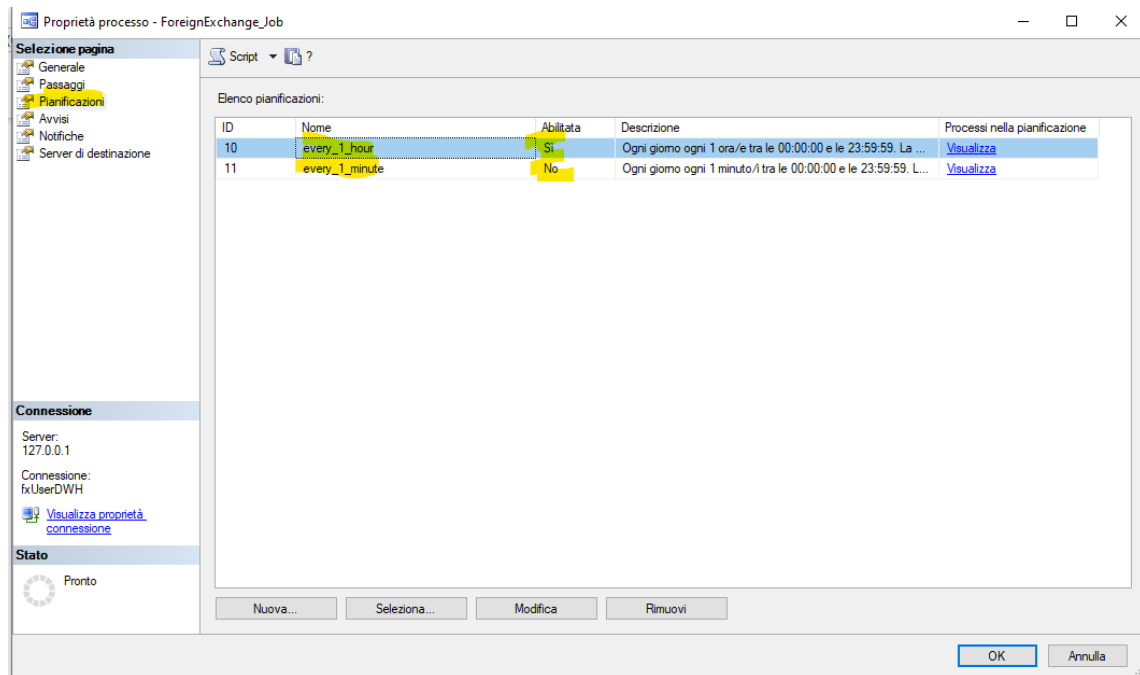 Proprietà processo - ForeignExchange_Job
Selezione pagina
Generale
Passaggi
Pianificazioni
Avvisi
Notifiche
Server di destinazione
Script ?
Elenco pianificazioni:
ID Nome Abilitata Descrizione Processi nella pianificazione
10 every_1_hour Sì Ogni giorno ogni 1 ora/e tra le 00:00:00 e le 23:59:59. La ... Visualizza
11 every_1_minute No Ogni giorno ogni 1 minuto/i tra le 00:00:00 e le 23:59:59. L... Visualizza
Connessione
Server:
127.0.0.1
Connessione:
fxUserDWH
Visualizza proprietà
connessione
Stato
Pronto
Nuova... Seleziona... Modifica Rimuovi
OK Annulla